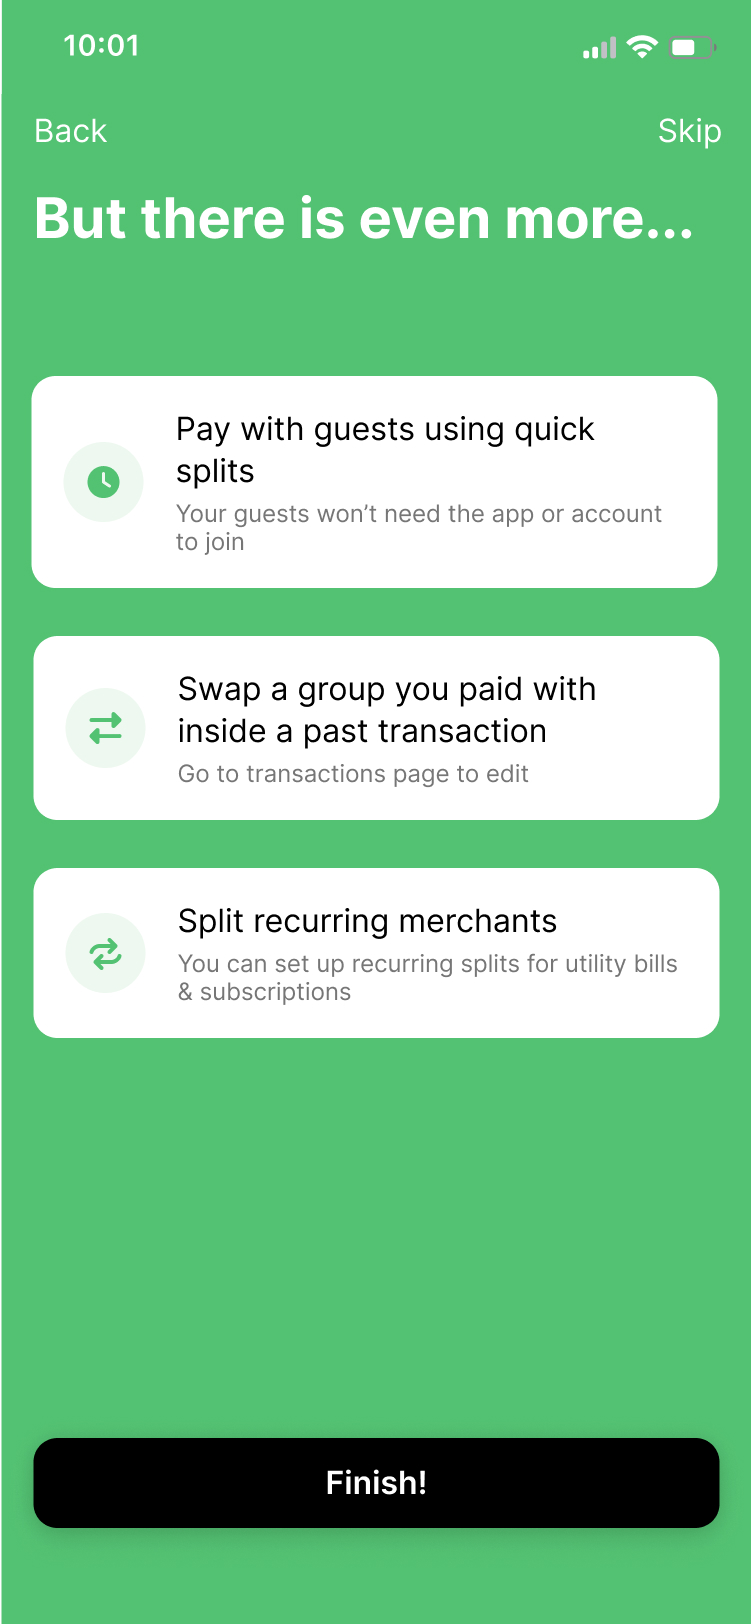 10:01
Back
Skip
But there is even more...
Pay with guests using quick
splits
Your guests won’t need the app or account
to join
Swap a group you paid with
inside a past transaction
Go to transactions page to edit
Split recurring merchants
You can set up recurring splits for utility bills
& subscriptions
Finish!